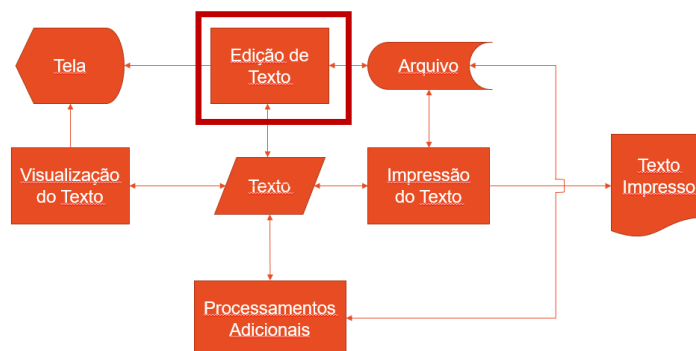 Tela
Edição de
Texto
Arquivo
Visualização
do Texto
Texto
Impressão
do Texto
Texto
Impresso
Processamentos
Adicionais